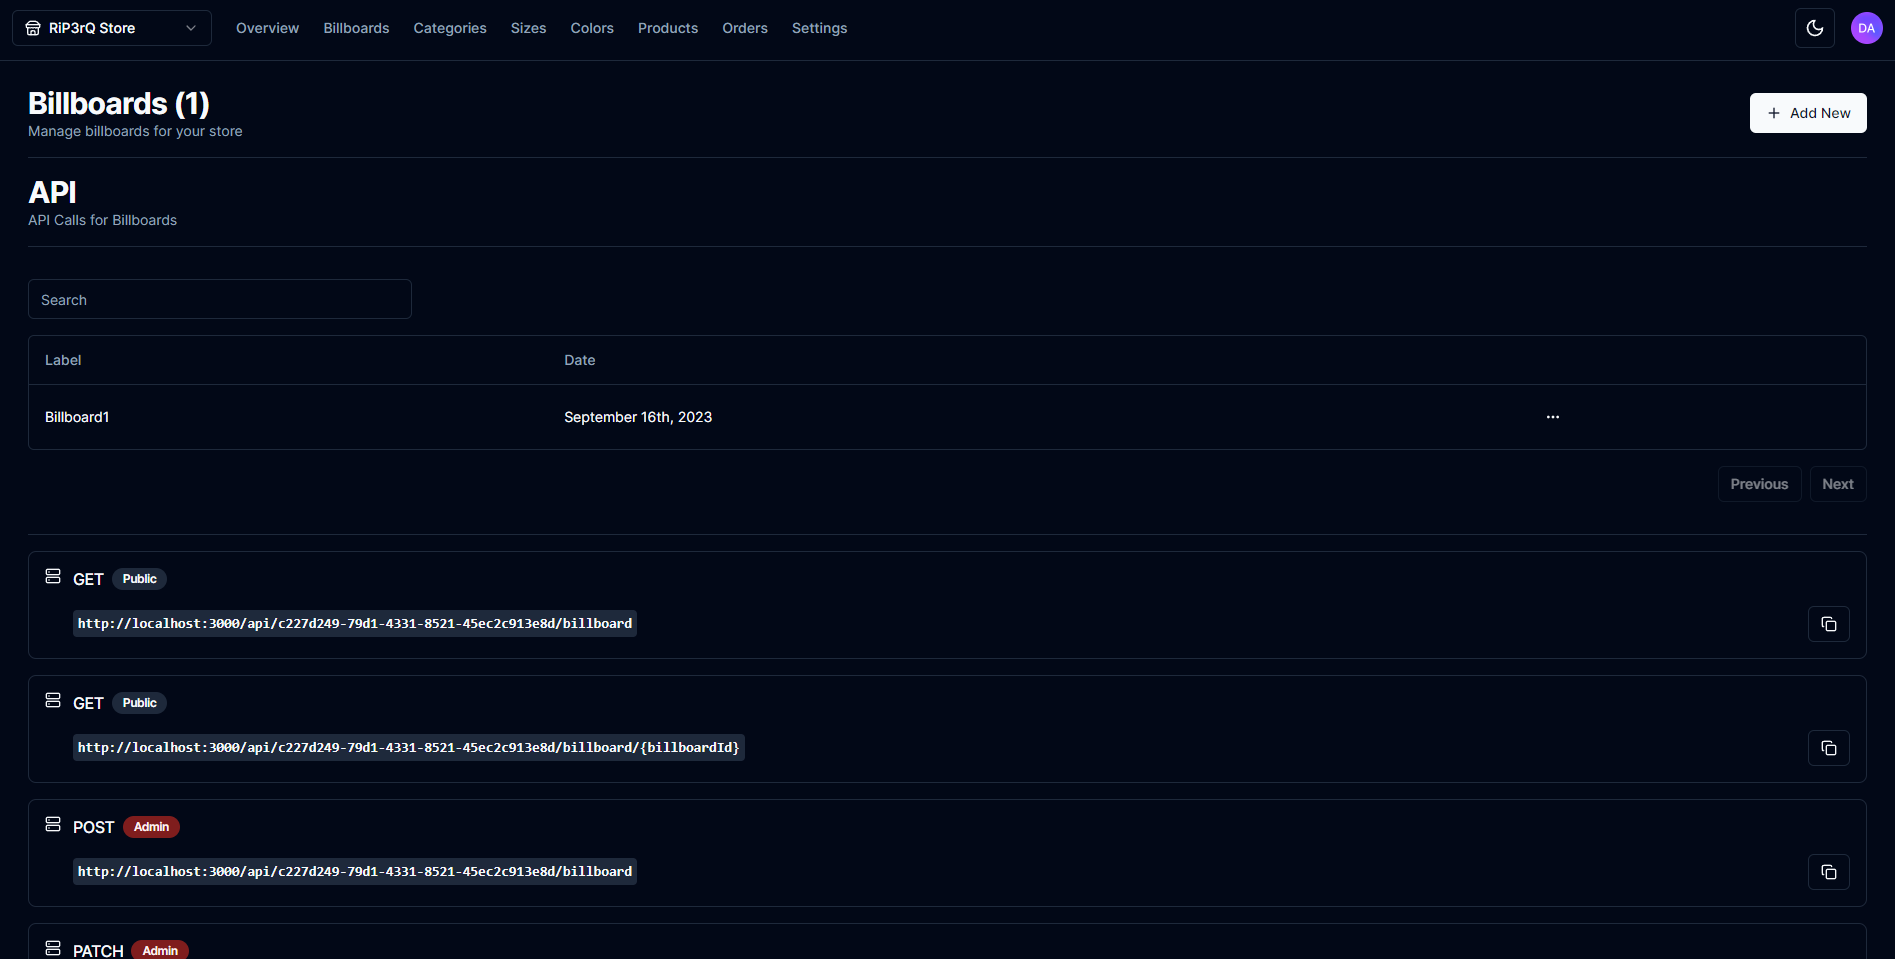 RiP3rQ Store Overview Billboards Categories Sizes Colors Products Orders Settings DA
Billboards (1)
Manage billboards for your store
Add New
API
API Calls for Billboards
Search
Label Date
Billboard1 September 16th, 2023
Previous Next
GET Public
http://localhost:3000/api/c227d249-79d1-4331-8521-45ec2c913e8d/billboard
GET Public
http://localhost:3000/api/c227d249-79d1-4331-8521-45ec2c913e8d/billboard/{billboardId}
POST Admin
http://localhost:3000/api/c227d249-79d1-4331-8521-45ec2c913e8d/billboard
PATCH Admin